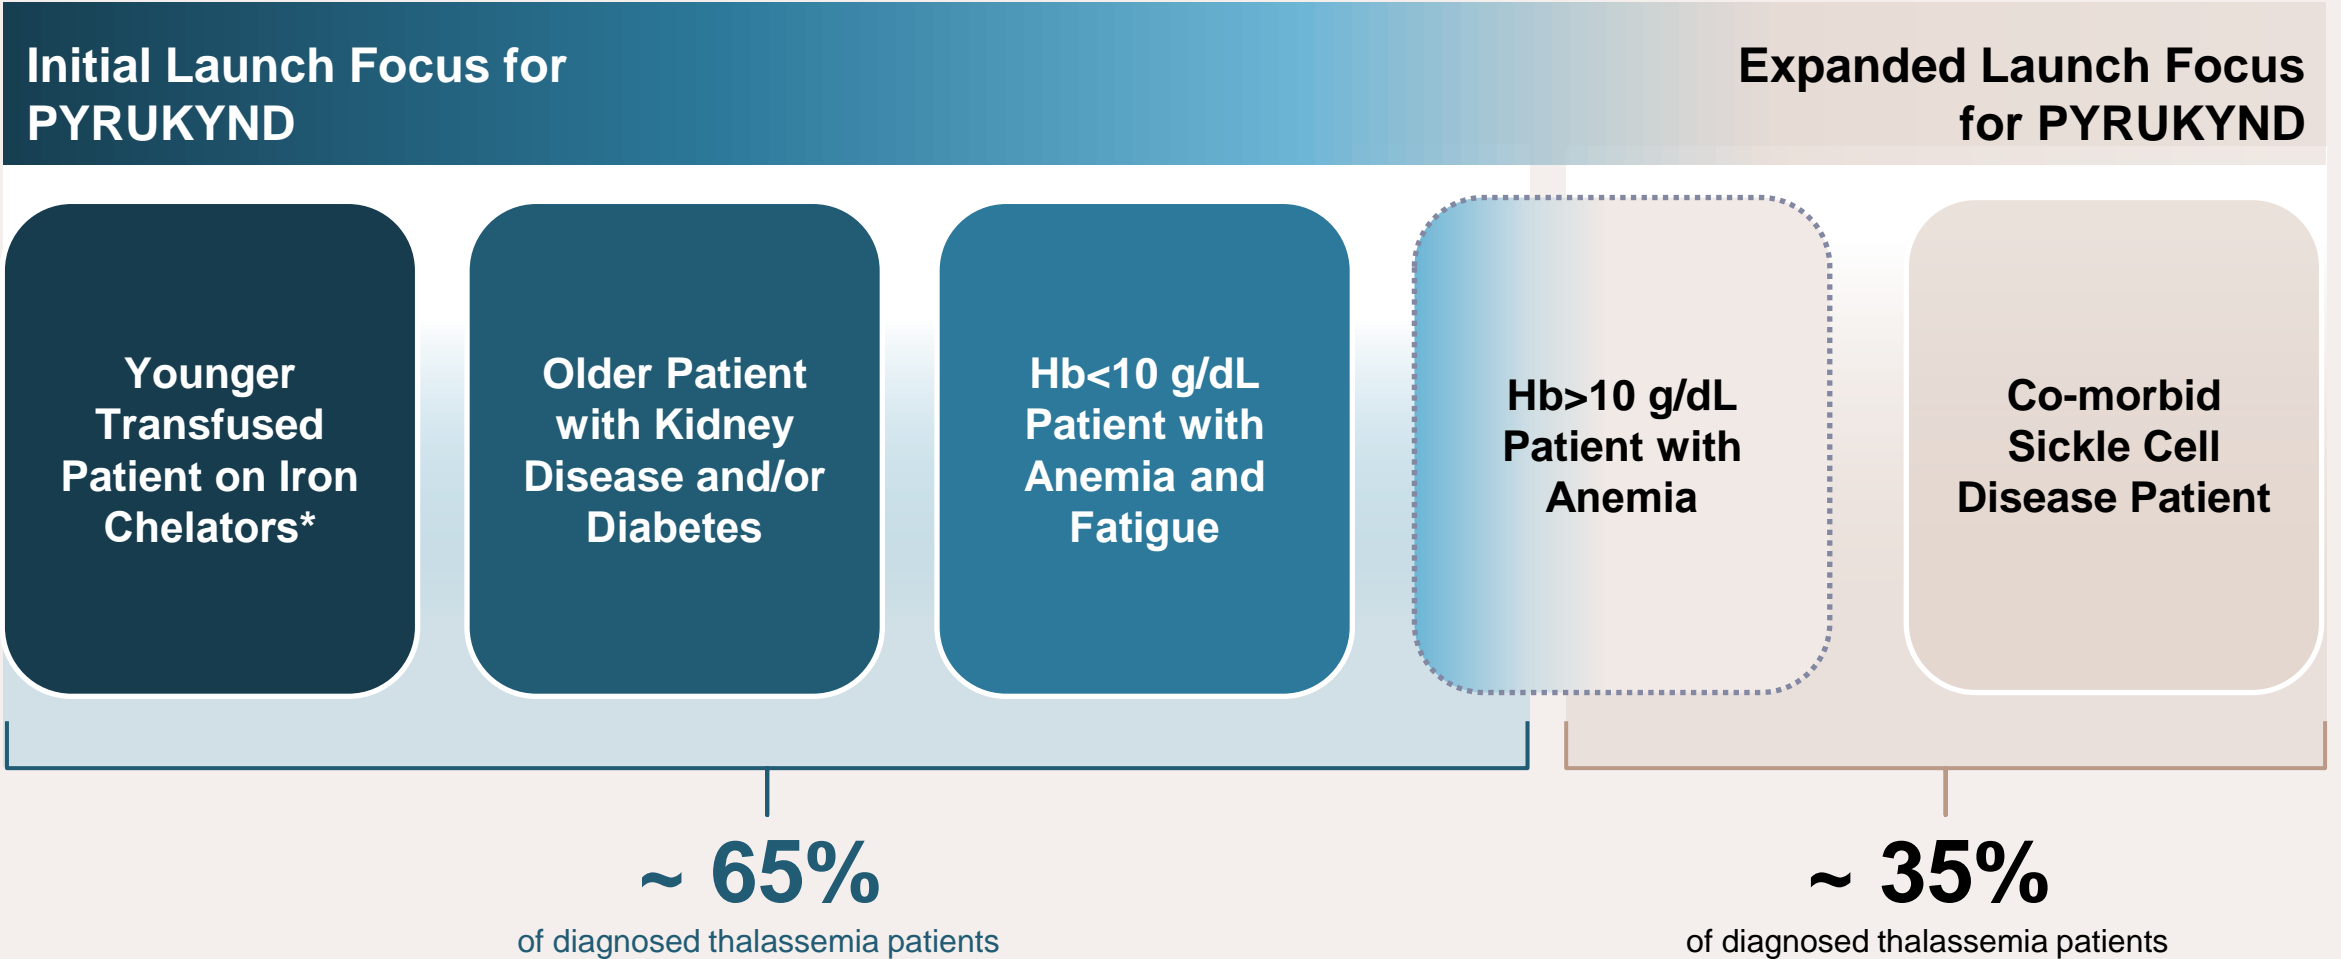 Initial Launch Focus for
PYRUKYND
Expanded Launch Focus
for PYRUKYND
Younger
Transfused
Patient on Iron
Chelators*
Older Patient
with Kidney
Disease and/or
Diabetes
Hb<10 g/dL
Patient with
Anemia and
Fatigue
Hb>10 g/dL
Patient with
Anemia
Co-morbid
Sickle Cell
Disease Patient
~ 65%
of diagnosed thalassemia patients
~ 35%
of diagnosed thalassemia patients